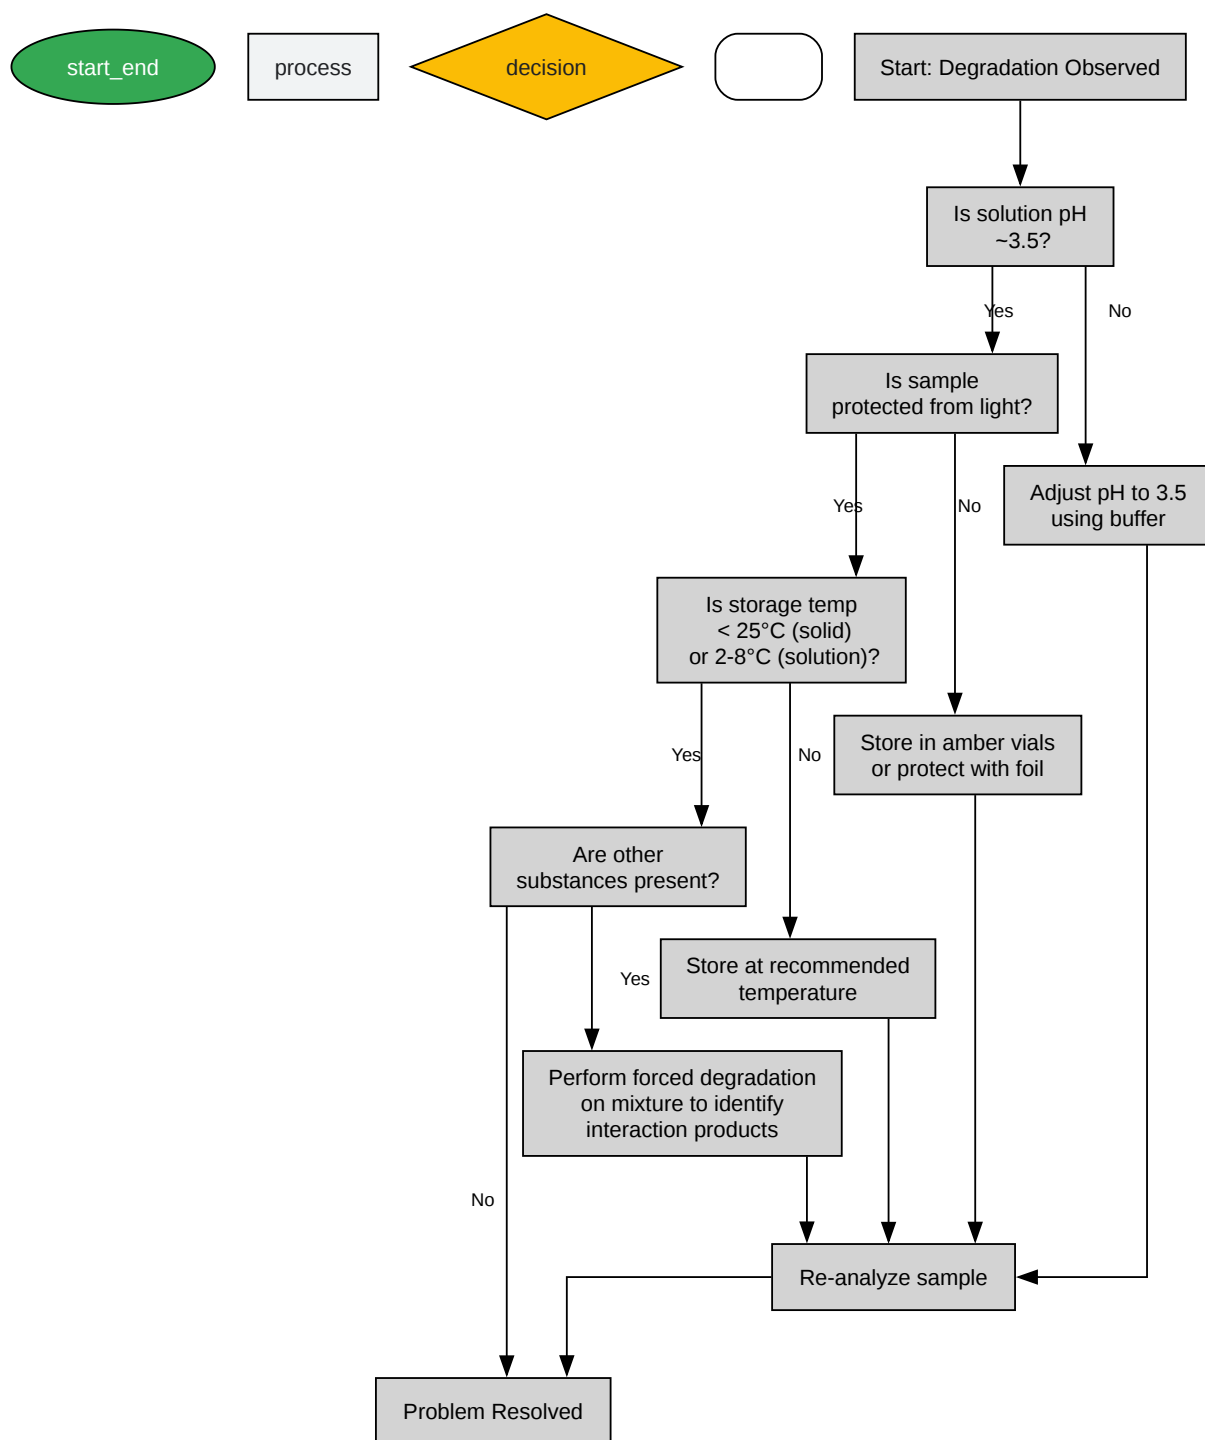 start_end
process
decision
Start: Degradation Observed
Is solution pH
~3.5?
Yes
No
Is sample
protected from light?
Yes
No
Adjust pH to 3.5
using buffer
Is storage temp
< 25°C (solid)
or 2-8°C (solution)?
Yes
No
Store in amber vials
or protect with foil
Are other
substances present?
Yes
Store at recommended
temperature
Perform forced degradation
on mixture to identify
interaction products
No
Re-analyze sample
Problem Resolved